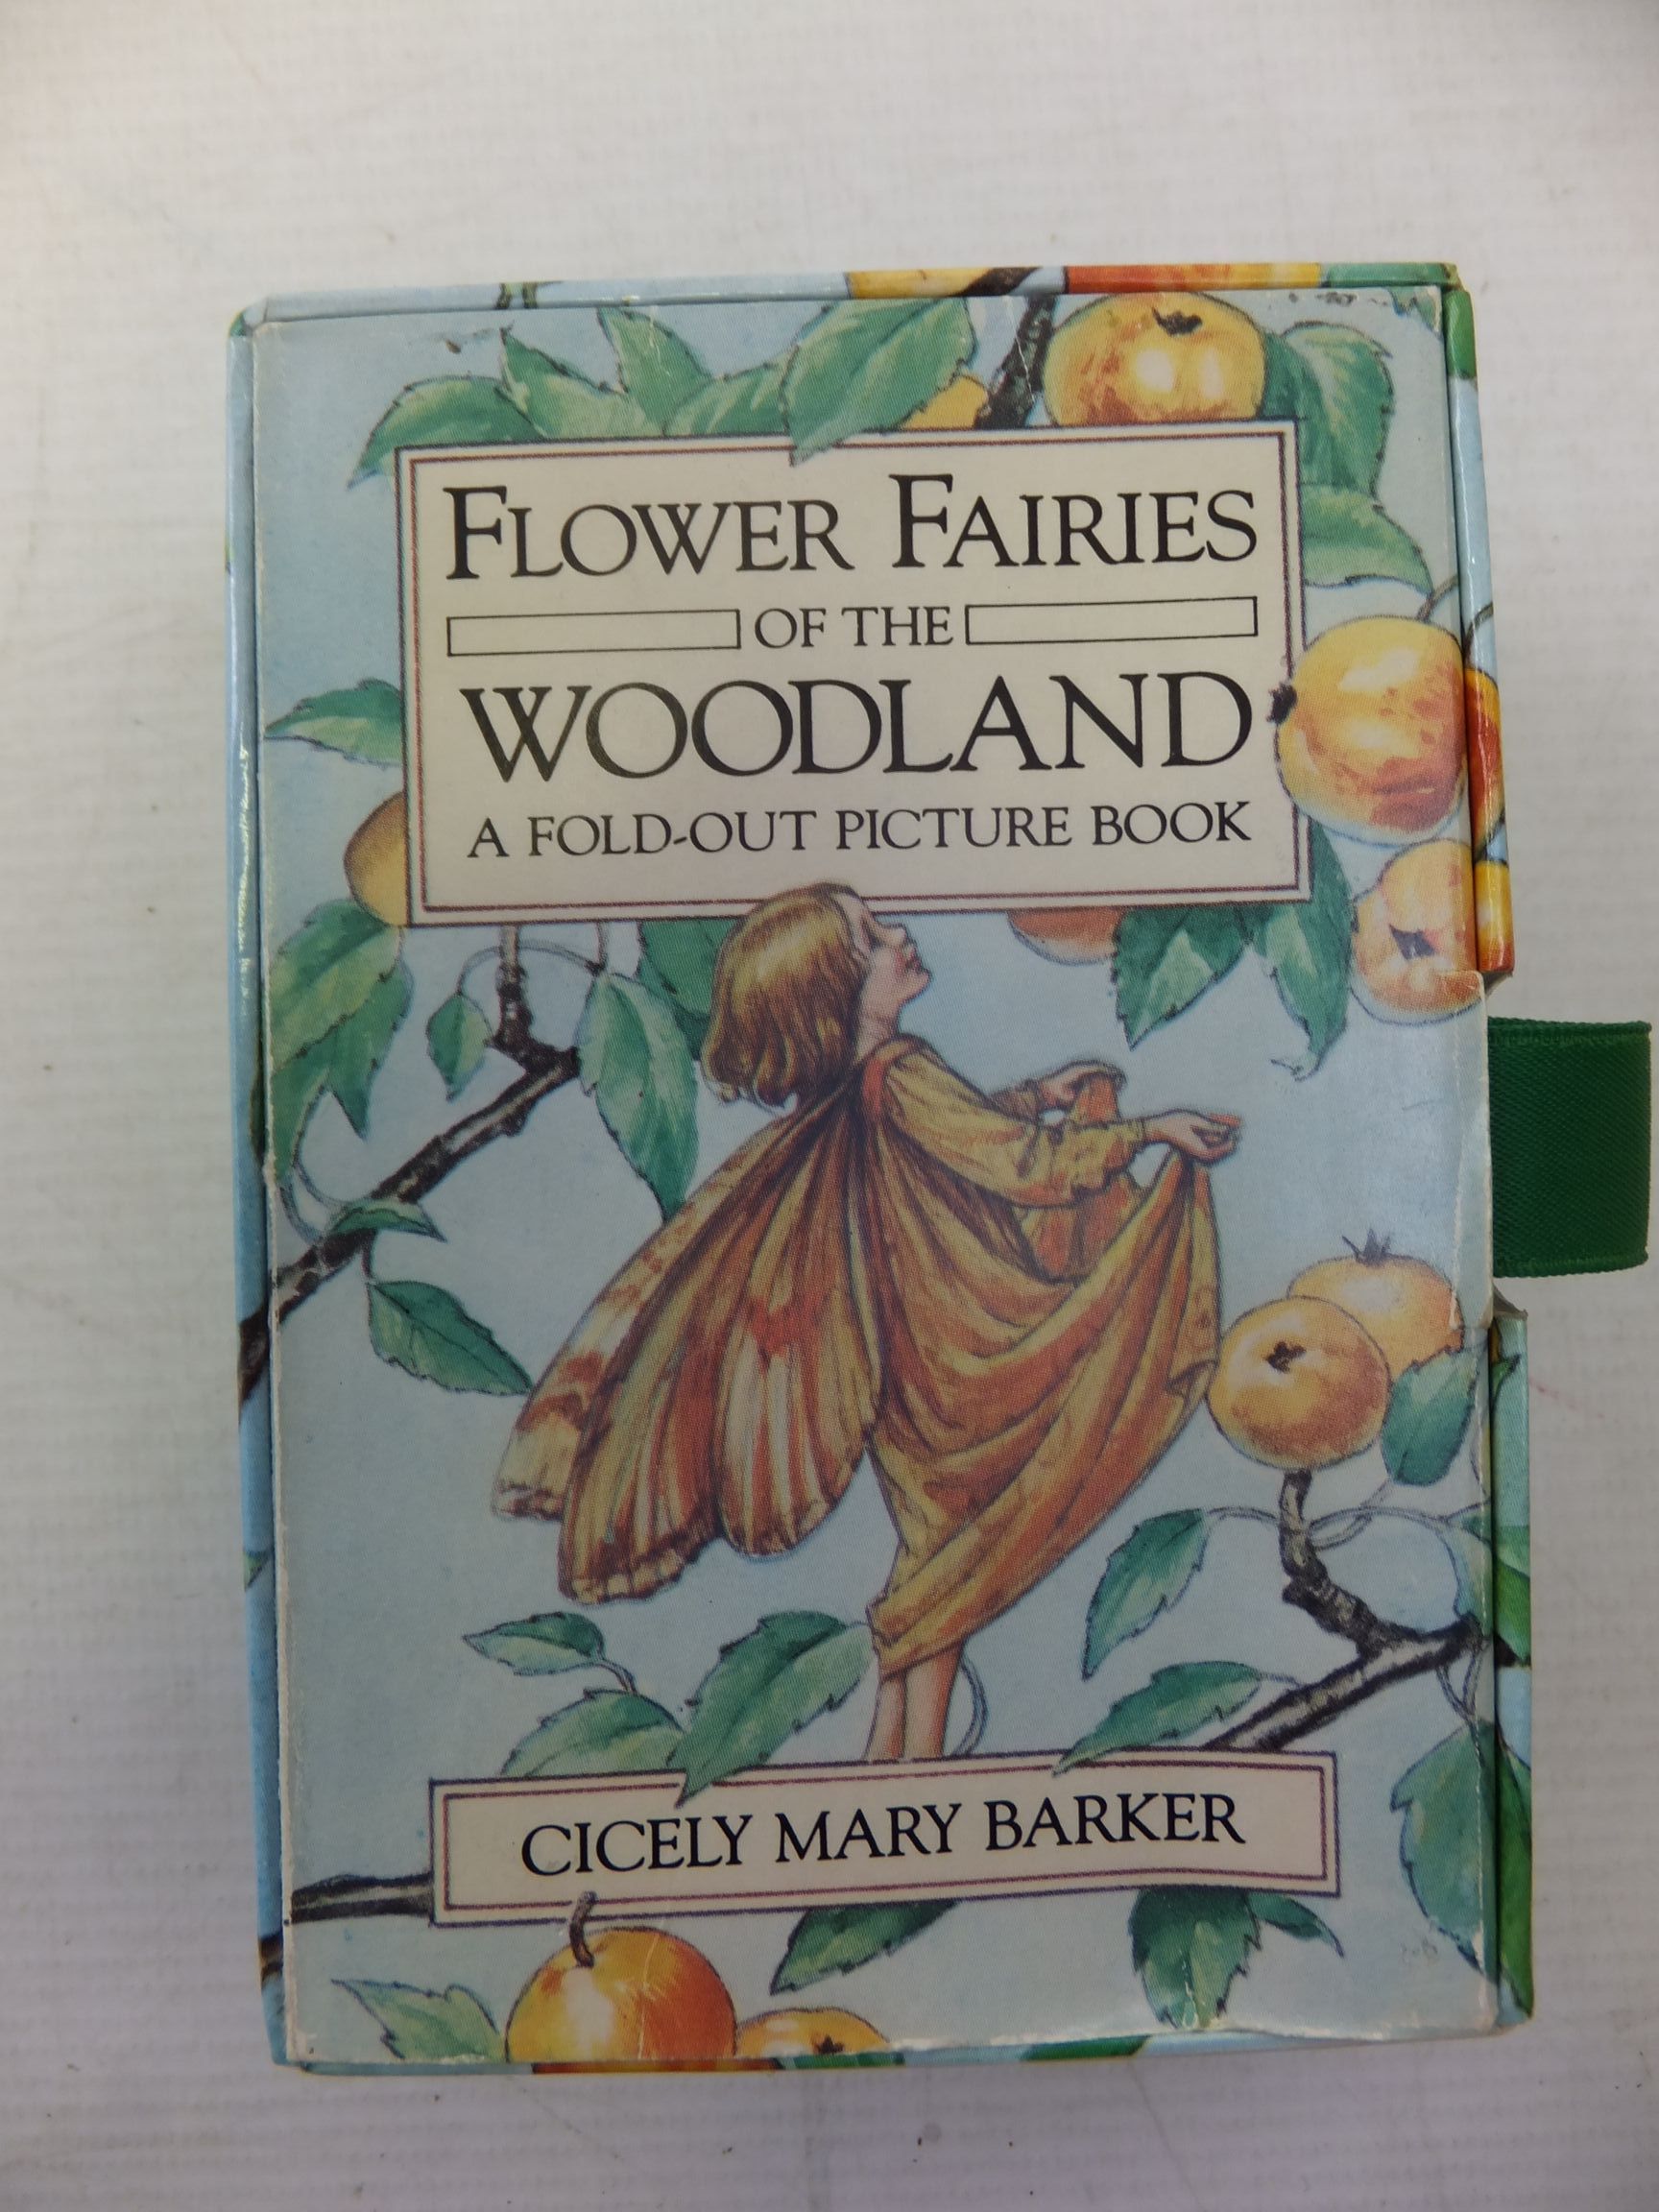 FLOWER FAIRIES
OF THE
WOODLAND
A FOLD-OUT PICTURE BOOK
CICELY MARY BARKER